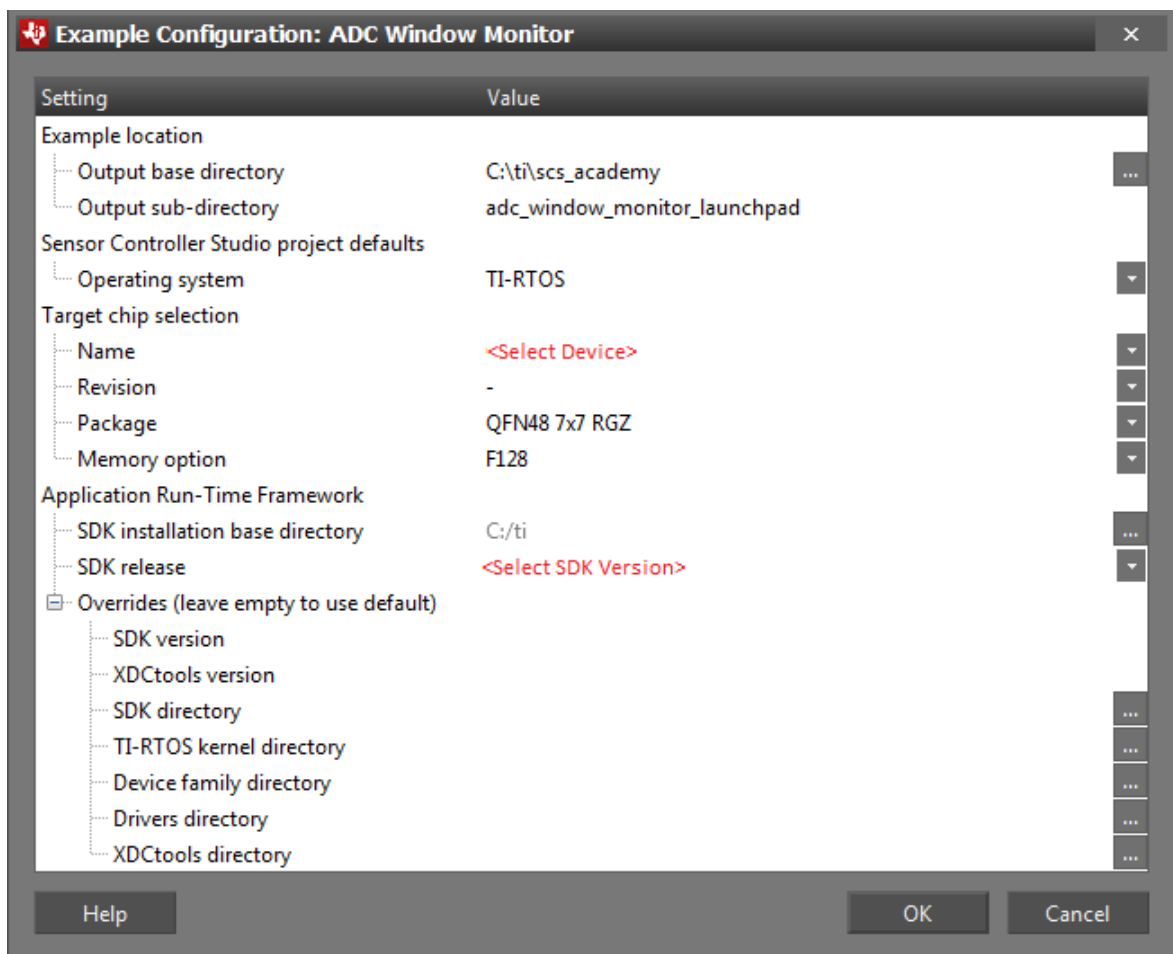 Example Configuration: ADC Window Monitor
Setting Value
Example location
Output base directory C:\ti\scs_academy ...
Output sub-directory adc_window_monitor_launchpad
Sensor Controller Studio project defaults
Operating system TI-RTOS
Target chip selection
Name <Select Device>
Revision -
Package QFN48 7x7 RGZ
Memory option F128
Application Run-Time Framework
SDK installation base directory C:/ti ...
SDK release <Select SDK Version>
Overrides (leave empty to use default)
SDK version
XDCtools version
SDK directory ...
TI-RTOS kernel directory ...
Device family directory ...
Drivers directory ...
XDCtools directory ...
Help OK Cancel